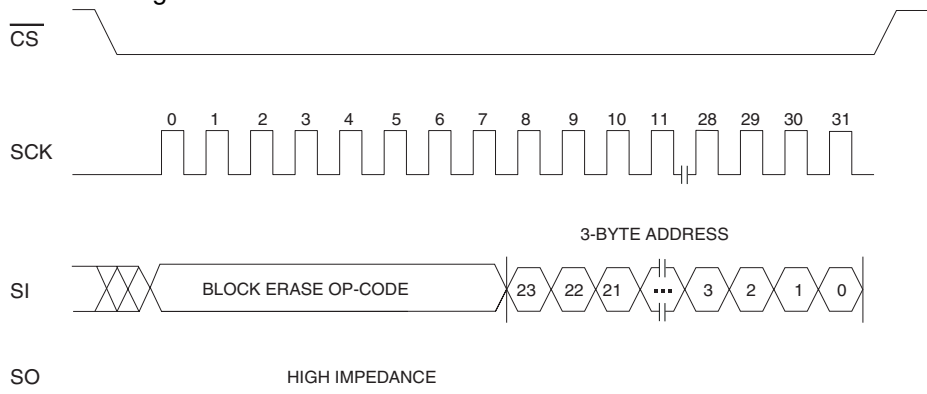 CS
0 1 2 3 4 5 6 7 8 9 10 11 28 29 30 31
SCK
3-BYTE ADDRESS
SI BLOCK ERASE OP-CODE 23 22 21 ... 3 2 1 0
SO HIGH IMPEDANCE